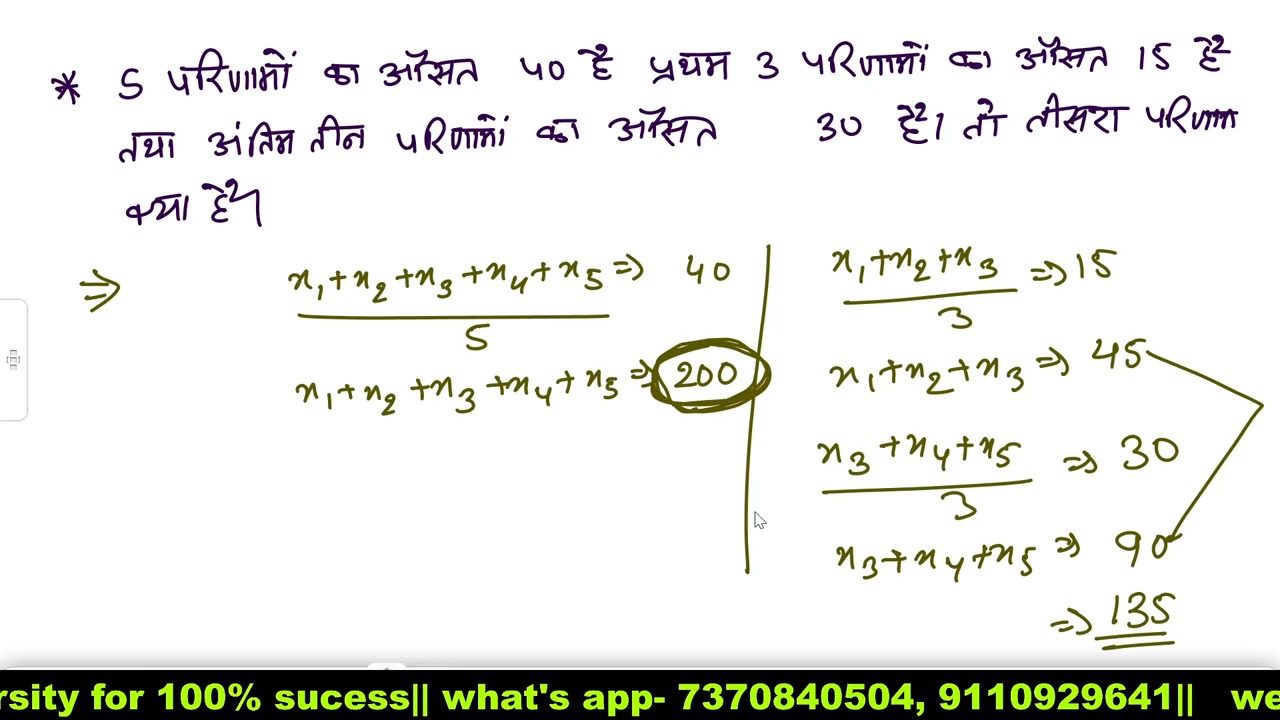 * 5 परिणामों का औसत 40 है प्रथम 3 परिणामों का औसत 15 है
तथा अंतिम तीन परिणामों का औसत 30 है। तो तीसरा परिणाम
क्या है।
⇒ x₁+x₂+x₃+x₄+x₅ ⇒ 40
5
x₁+x₂+x₃+x₄+x₅ ⇒ 200
x₁+x₂+x₃ ⇒ 15
3
x₁+x₂+x₃ ⇒ 45
x₃+x₄+x₅ ⇒ 30
3
x₃+x₄+x₅ ⇒ 90
⇒ 135
rsity for 100% sucess|| what's app- 7370840504, 9110929641|| we